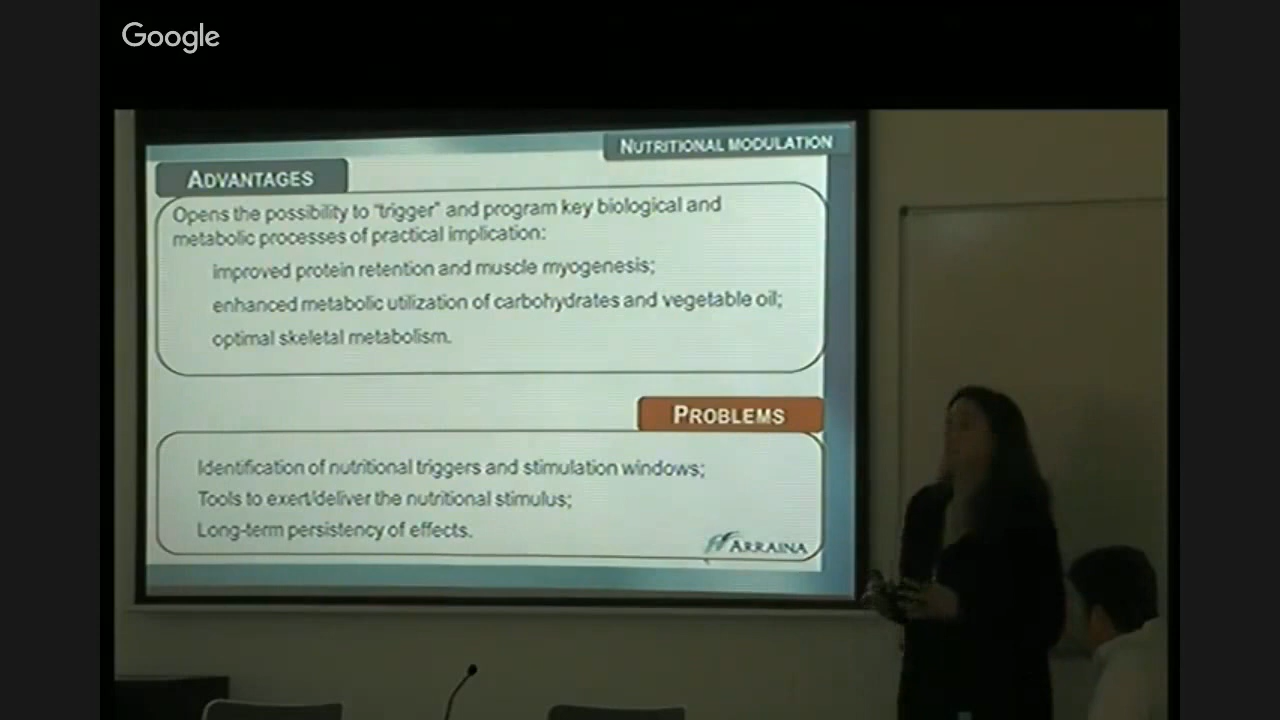 Google
NUTRITIONAL MODULATION
ADVANTAGES
Opens the possibility to "trigger" and program key biological and
metabolic processes of practical implication:
improved protein retention and muscle myogenesis;
enhanced metabolic utilization of carbohydrates and vegetable oil;
optimal skeletal metabolism.
PROBLEMS
Identification of nutritional triggers and stimulation windows;
Tools to exert/deliver the nutritional stimulus;
Long-term persistency of effects.
ARRAINA